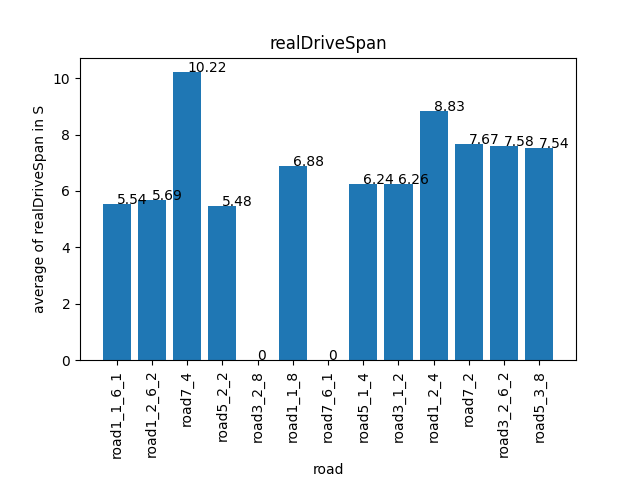 realDriveSpan
average of realDriveSpan in S
10
8
6
4
2
0
5.54
5.69
10.22
5.48
0
6.88
0
6.24
6.26
8.83
7.67
7.58
7.54
road1_1_6_1
road1_2_6_2
road7_4
road5_2_2
road3_2_8
road1_1_8
road7_6_1
road5_1_4
road3_1_2
road1_2_4
road7_2
road3_2_6_2
road5_3_8
road